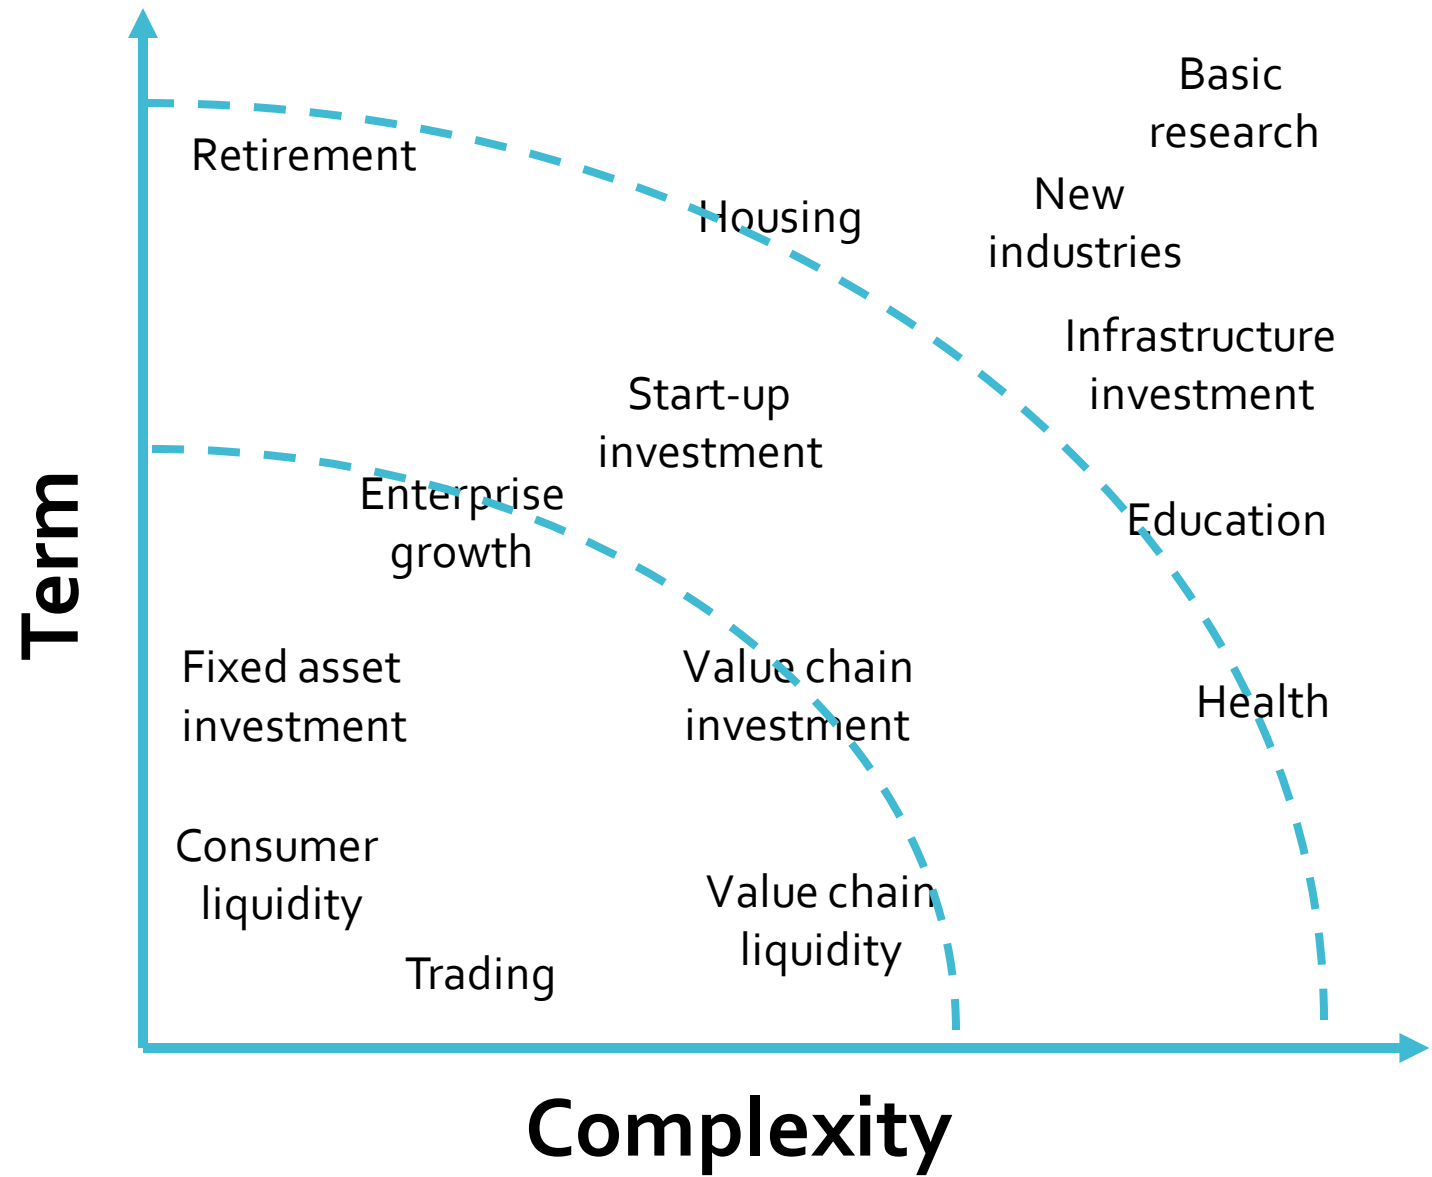 Basic
research
Retirement
New
industries
Housing
Infrastructure
investment
Start-up
investment
Enterprise
growth
Education
Fixed asset
investment
Value chain
investment
Health
Consumer
liquidity
Value chain
liquidity
Trading
Term
Complexity